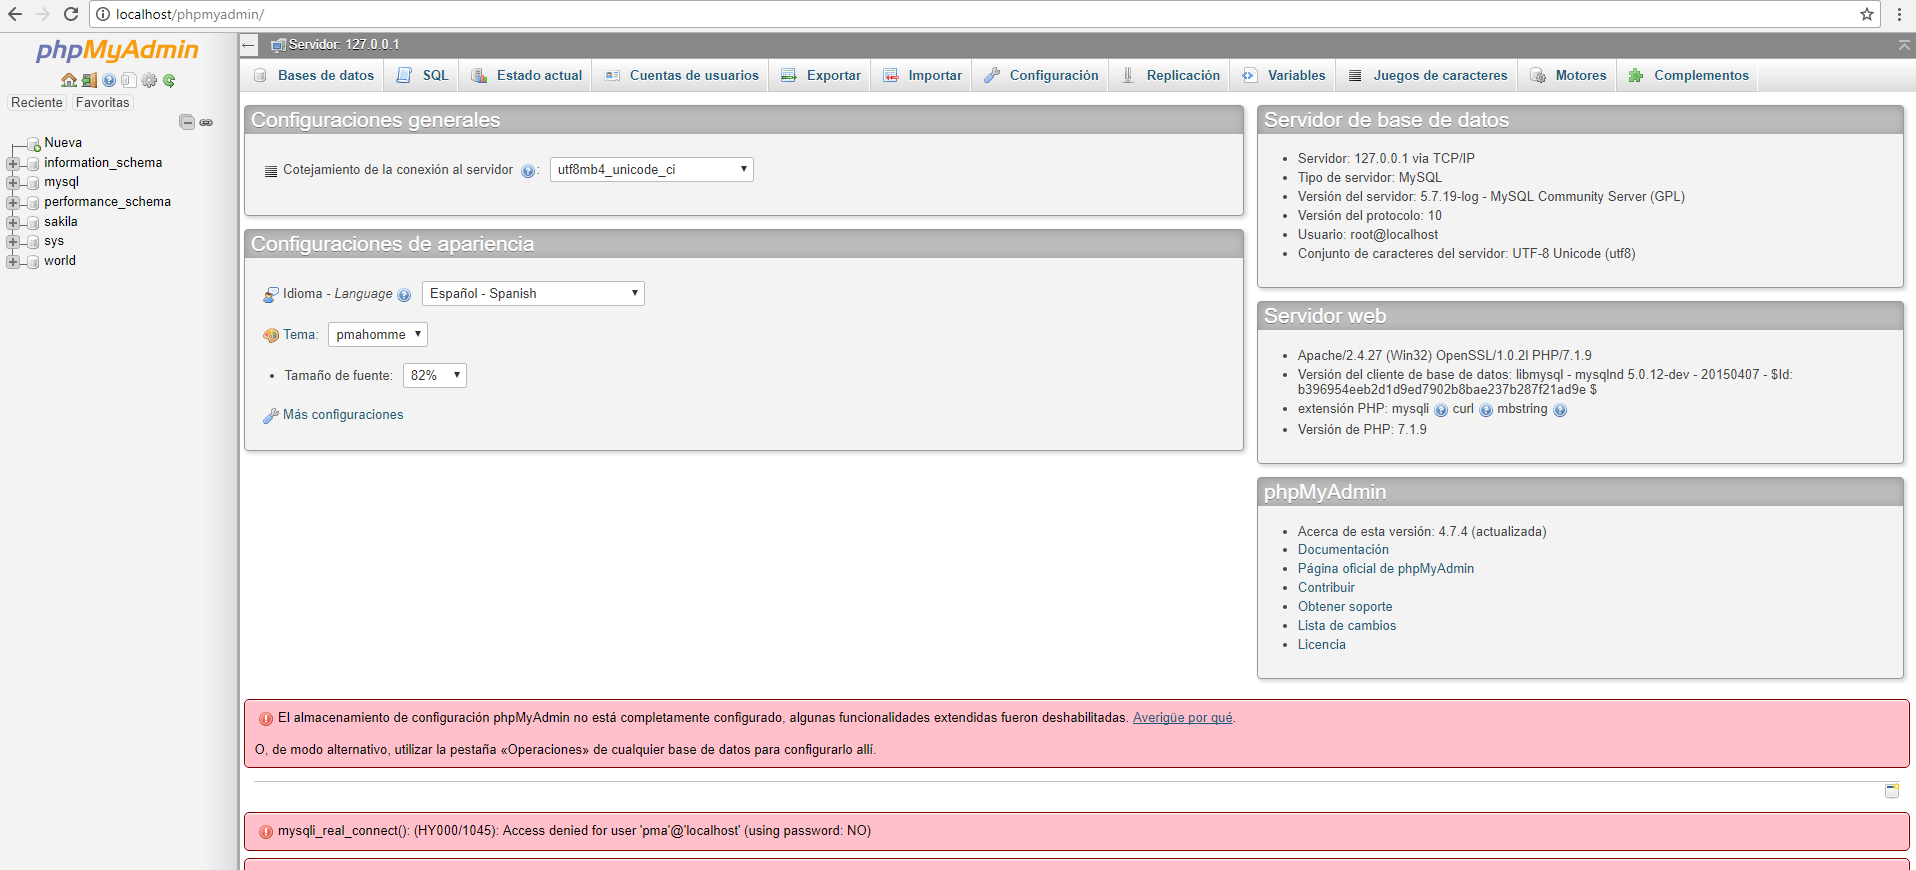 localhost/phpmyadmin/
phpMyAdmin
Reciente Favoritas
Nueva
information_schema
mysql
performance_schema
sakila
sys
world
Servidor: 127.0.0.1
Bases de datos SQL Estado actual Cuentas de usuarios Exportar Importar Configuración Replicación Variables Juegos de caracteres Motores Complementos
Configuraciones generales
Cotejamiento de la conexión al servidor : utf8mb4_unicode_ci
Configuraciones de apariencia
Idioma - Language Español - Spanish
Tema: pmahomme
Tamaño de fuente: 82%
Más configuraciones
Servidor de base de datos
Servidor: 127.0.0.1 via TCP/IP
Tipo de servidor: MySQL
Versión del servidor: 5.7.19-log - MySQL Community Server (GPL)
Versión del protocolo: 10
Usuario: root@localhost
Conjunto de caracteres del servidor: UTF-8 Unicode (utf8)
Servidor web
Apache/2.4.27 (Win32) OpenSSL/1.0.2l PHP/7.1.9
Versión del cliente de base de datos: libmysql - mysqlnd 5.0.12-dev - 20150407 - $Id:
b396954eeb2d1d9ed7902b8bae237b287f21ad9e $
extensión PHP: mysqli curl mbstring
Versión de PHP: 7.1.9
phpMyAdmin
Acerca de esta versión: 4.7.4 (actualizada)
Documentación
Página oficial de phpMyAdmin
Contribuir
Obtener soporte
Lista de cambios
Licencia
El almacenamiento de configuración phpMyAdmin no está completamente configurado, algunas funcionalidades extendidas fueron deshabilitadas. Averigüe por qué.
O, de modo alternativo, utilizar la pestaña «Operaciones» de cualquier base de datos para configurarlo allí.
mysqli_real_connect(): (HY000/1045): Access denied for user 'pma'@'localhost' (using password: NO)